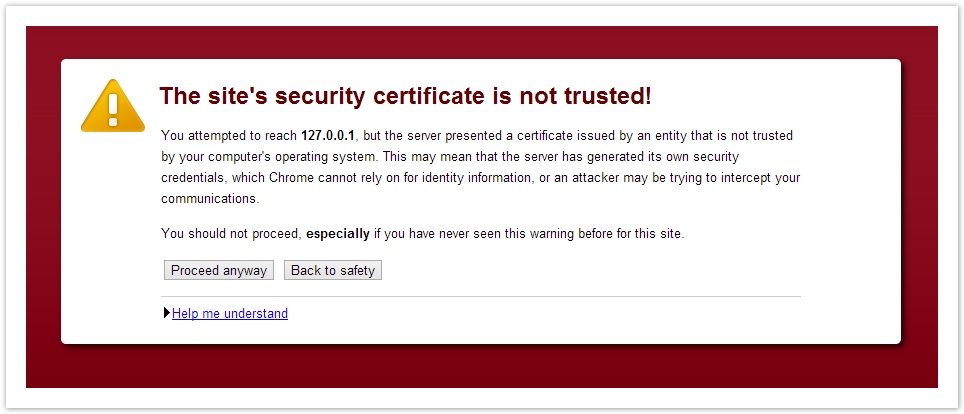 The site's security certificate is not trusted!
You attempted to reach 127.0.0.1, but the server presented a certificate issued by an entity that is not trusted
by your computer's operating system. This may mean that the server has generated its own security
credentials, which Chrome cannot rely on for identity information, or an attacker may be trying to intercept your
communications.
You should not proceed, especially if you have never seen this warning before for this site.
Proceed anyway Back to safety
Help me understand